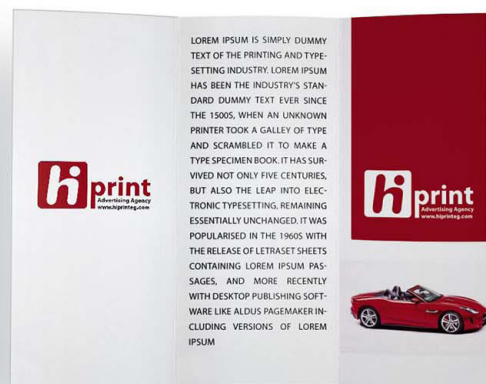 hi print
Advertising Agency
www.hiprinteg.com
LOREM IPSUM IS SIMPLY DUMMY
TEXT OF THE PRINTING AND TYPE-
SETTING INDUSTRY. LOREM IPSUM
HAS BEEN THE INDUSTRY'S STAN-
DARD DUMMY TEXT EVER SINCE
THE 1500S, WHEN AN UNKNOWN
PRINTER TOOK A GALLEY OF TYPE
AND SCRAMBLED IT TO MAKE A
TYPE SPECIMEN BOOK. IT HAS SUR-
VIVED NOT ONLY FIVE CENTURIES,
BUT ALSO THE LEAP INTO ELEC-
TRONIC TYPESETTING, REMAINING
ESSENTIALLY UNCHANGED. IT WAS
POPULARISED IN THE 1960S WITH
THE RELEASE OF LETRASET SHEETS
CONTAINING LOREM IPSUM PAS-
SAGES, AND MORE RECENTLY
WITH DESKTOP PUBLISHING SOFT-
WARE LIKE ALDUS PAGEMAKER IN-
CLUDING VERSIONS OF LOREM
IPSUM
hi print
Advertising Agency
www.hiprinteg.com